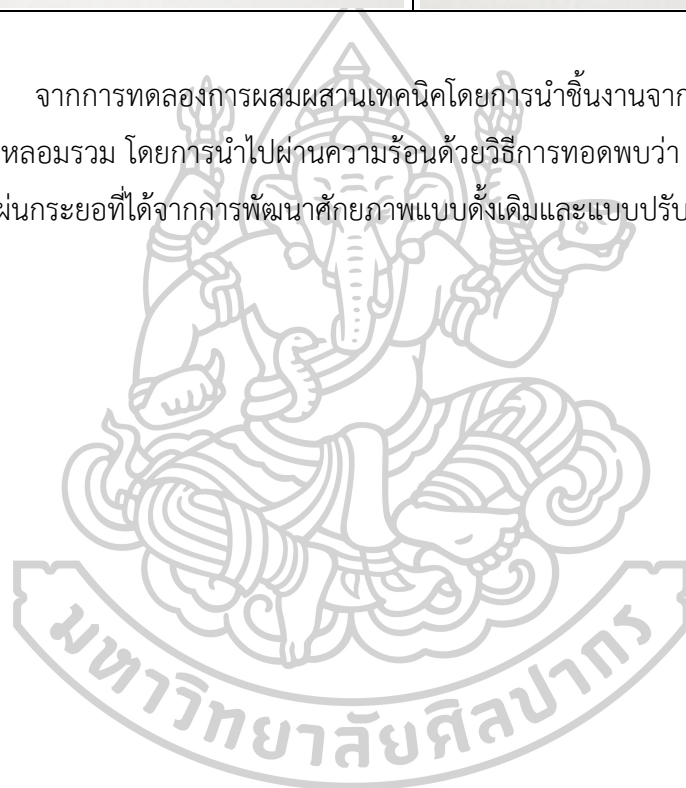 จากการทดลองการผสมผสานเทคนิคโดยการนำชิ้นงานจาก
หลอมรวม โดยการนำไปผ่านความร้อนด้วยวิธีการทอดพบว่า
ผ่นกระยอที่ได้จากการพัฒนาศักยภาพแบบดั้งเดิมและแบบปรับ
มหาวิทยาลัยศิลปากร